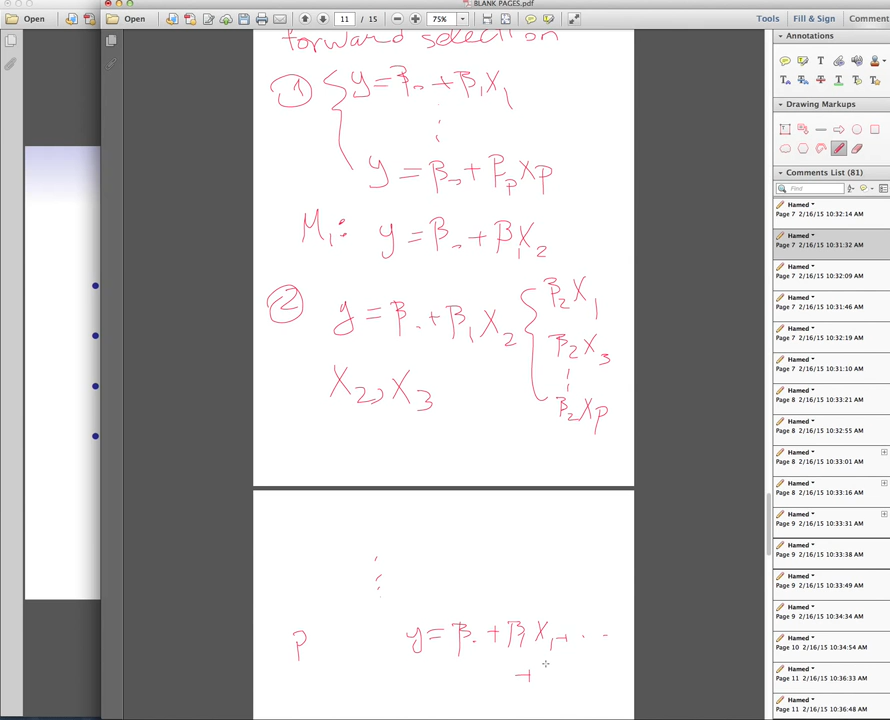 BLANK PAGES.pdf
Open
Open
11 / 15
75%
Tools
Fill & Sign
Comment
forward selection
① y = β₀ + β₁X₁
⋮
y = β₀ + βₚXₚ
M₁: y = β₀ + β₁X₂
② y = β₀ + β₁X₂ { β₂X₁
β₂X₃
⋮
β₂Xₚ
X₂, X₃
⋮
P y = β₀ + β₁X₁ + . . .
+
Annotations
Drawing Markups
Comments List (81)
Find
Hamed
Page 7 2/16/15 10:32:14 AM
Hamed
Page 7 2/16/15 10:31:32 AM
Hamed
Page 7 2/16/15 10:32:09 AM
Hamed
Page 7 2/16/15 10:31:46 AM
Hamed
Page 7 2/16/15 10:32:19 AM
Hamed
Page 7 2/16/15 10:31:10 AM
Hamed
Page 8 2/16/15 10:33:21 AM
Hamed
Page 8 2/16/15 10:32:55 AM
Hamed
Page 8 2/16/15 10:33:01 AM
Hamed
Page 8 2/16/15 10:33:16 AM
Hamed
Page 9 2/16/15 10:33:31 AM
Hamed
Page 9 2/16/15 10:33:38 AM
Hamed
Page 9 2/16/15 10:33:49 AM
Hamed
Page 9 2/16/15 10:34:34 AM
Hamed
Page 10 2/16/15 10:34:54 AM
Hamed
Page 11 2/16/15 10:36:33 AM
Hamed
Page 11 2/16/15 10:36:48 AM